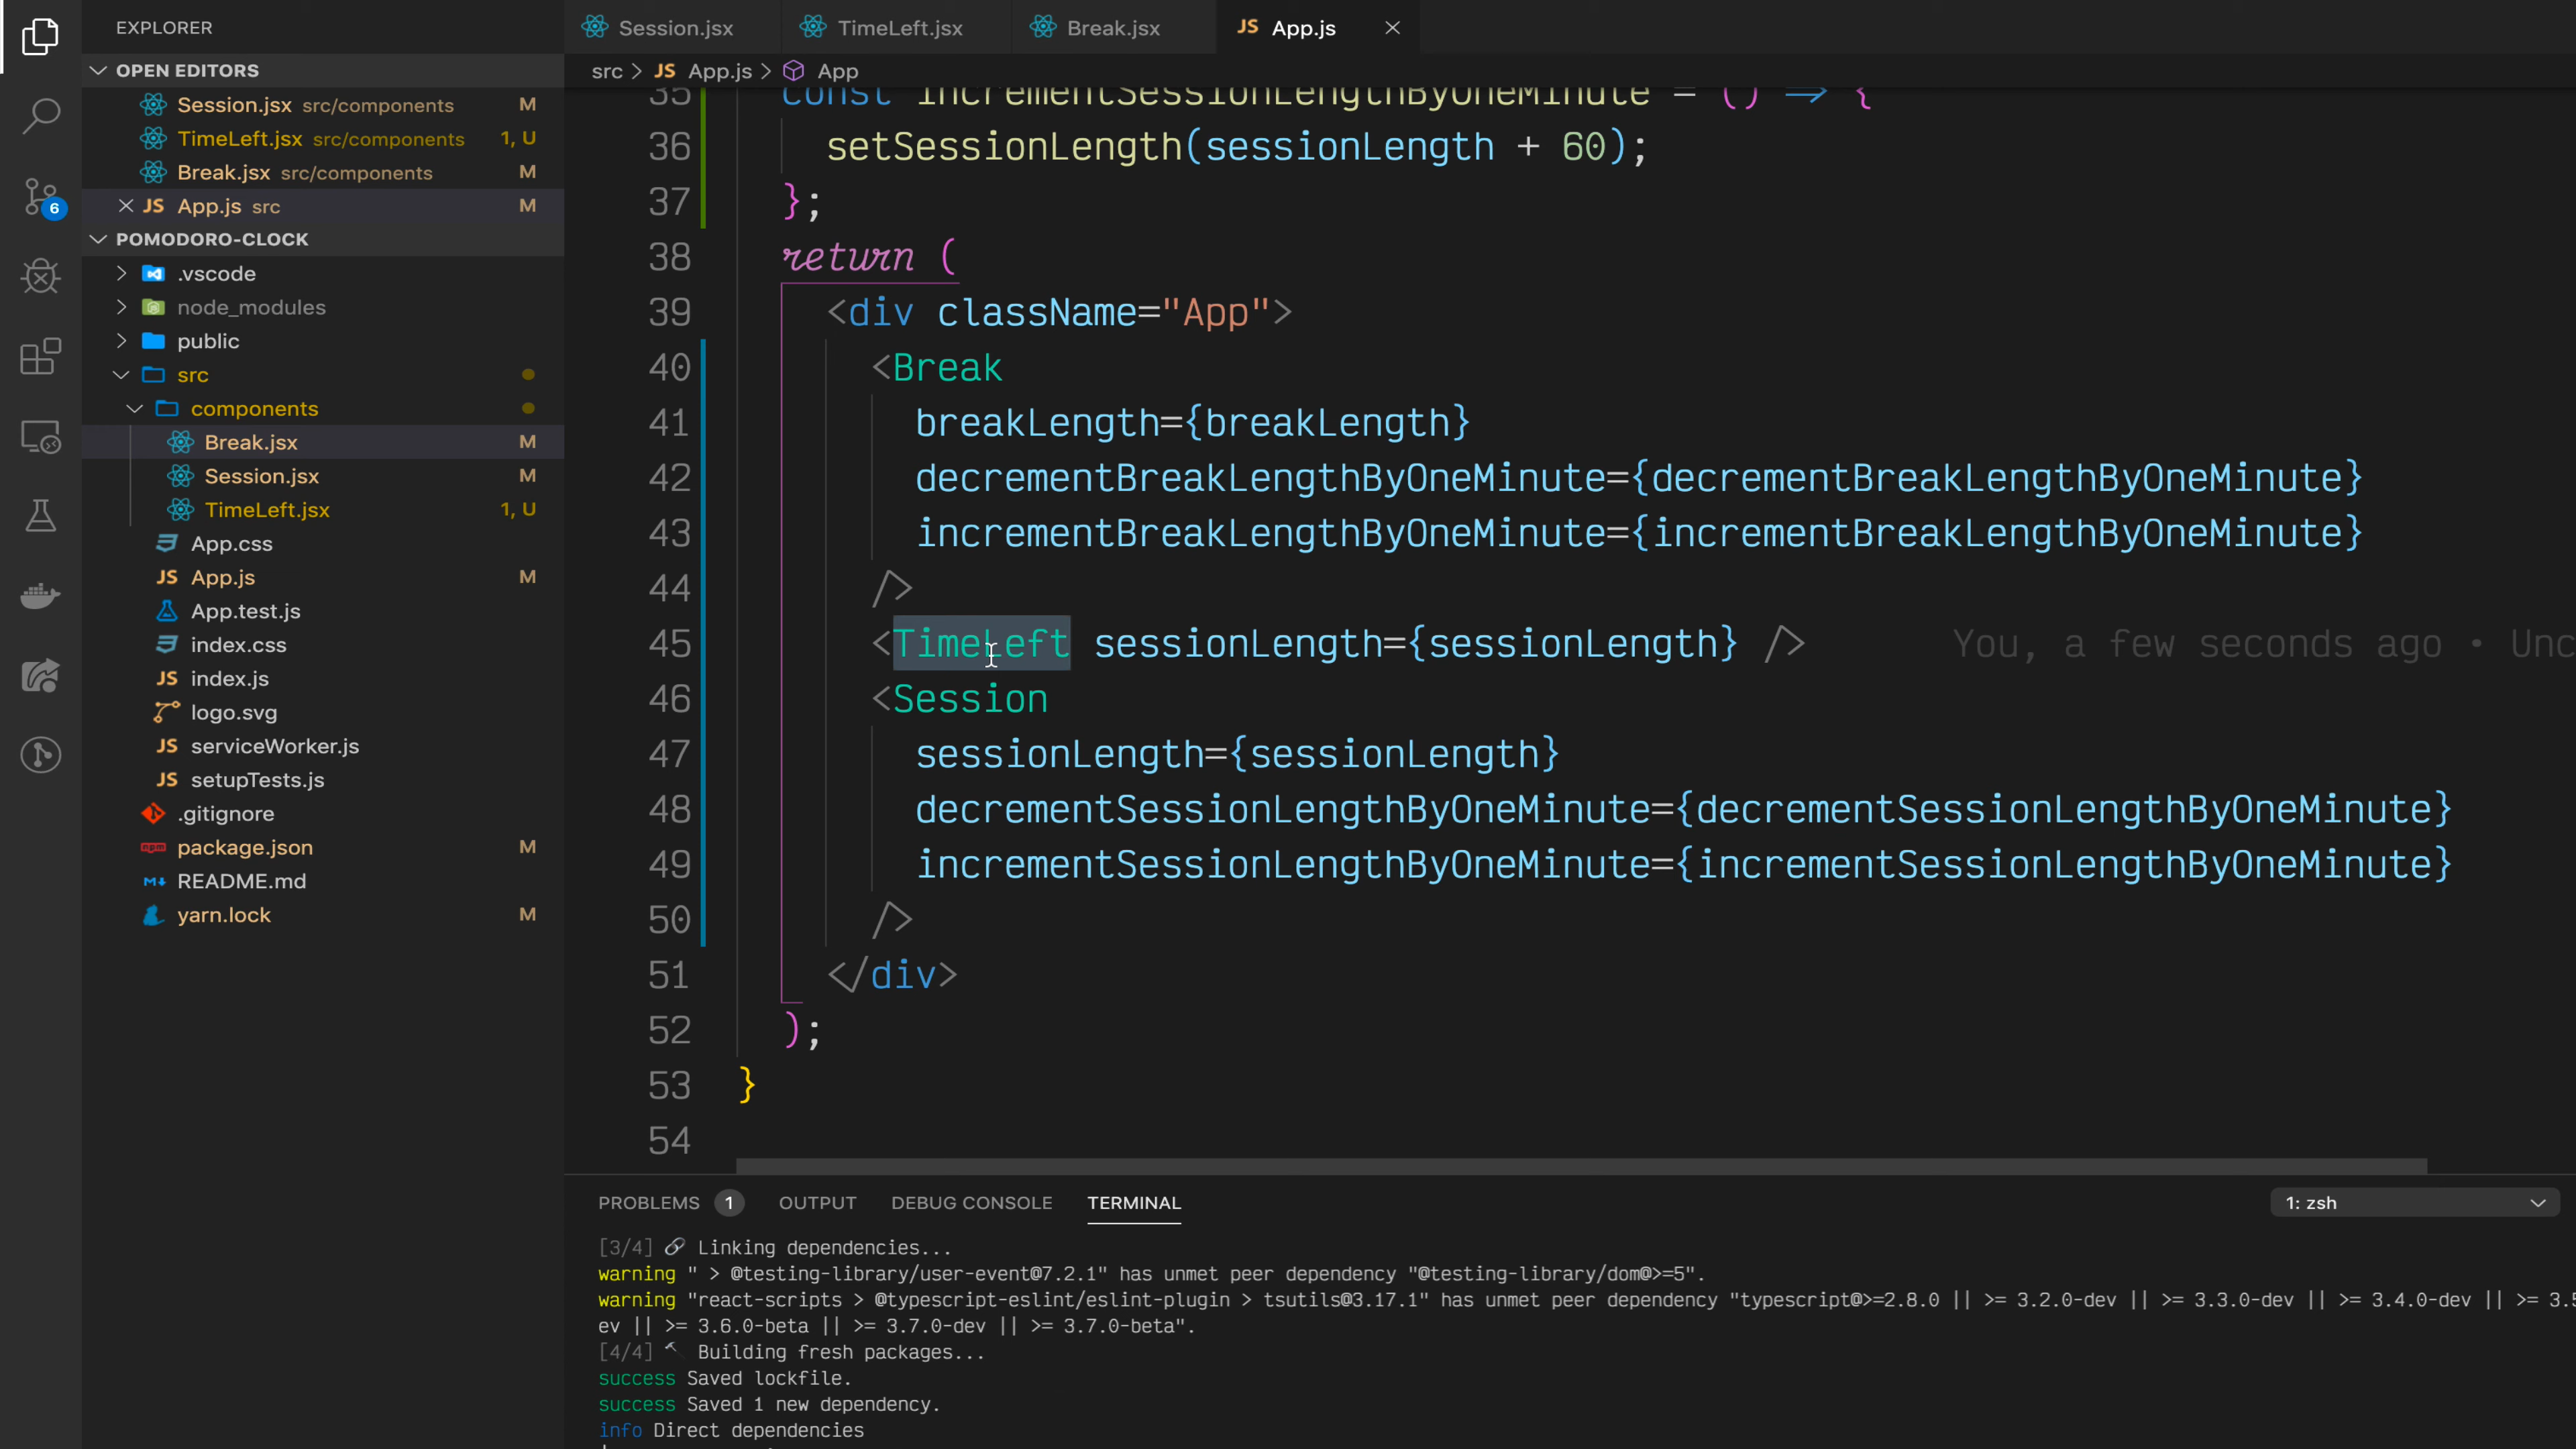 EXPLORER
OPEN EDITORS
Session.jsx src/components M
TimeLeft.jsx src/components 1, U
Break.jsx src/components M
JS App.js src M
POMODORO-CLOCK
.vscode
node_modules
public
src
components
Break.jsx M
Session.jsx M
TimeLeft.jsx 1, U
App.css
JS App.js M
App.test.js
index.css
JS index.js
logo.svg
JS serviceWorker.js
JS setupTests.js
.gitignore
package.json M
README.md
yarn.lock M
6
Session.jsx TimeLeft.jsx Break.jsx JS App.js
src > JS App.js > App
35 const incrementSessionLengthByOneMinute = () => {
36 setSessionLength(sessionLength + 60);
37 };
38 return (
39 <div className="App">
40 <Break
41 breakLength={breakLength}
42 decrementBreakLengthByOneMinute={decrementBreakLengthByOneMinute}
43 incrementBreakLengthByOneMinute={incrementBreakLengthByOneMinute}
44 />
45 <TimeLeft sessionLength={sessionLength} /> You, a few seconds ago • Unc
46 <Session
47 sessionLength={sessionLength}
48 decrementSessionLengthByOneMinute={decrementSessionLengthByOneMinute}
49 incrementSessionLengthByOneMinute={incrementSessionLengthByOneMinute}
50 />
51 </div>
52 );
53 }
54
PROBLEMS 1 OUTPUT DEBUG CONSOLE TERMINAL 1: zsh
[3/4] 🔗 Linking dependencies...
warning " > @testing-library/user-event@7.2.1" has unmet peer dependency "@testing-library/dom@>=5".
warning "react-scripts > @typescript-eslint/eslint-plugin > tsutils@3.17.1" has unmet peer dependency "typescript@>=2.8.0 || >= 3.2.0-dev || >= 3.3.0-dev || >= 3.4.0-dev || >= 3.5
ev || >= 3.6.0-beta || >= 3.7.0-dev || >= 3.7.0-beta".
[4/4] 🔨 Building fresh packages...
success Saved lockfile.
success Saved 1 new dependency.
info Direct dependencies